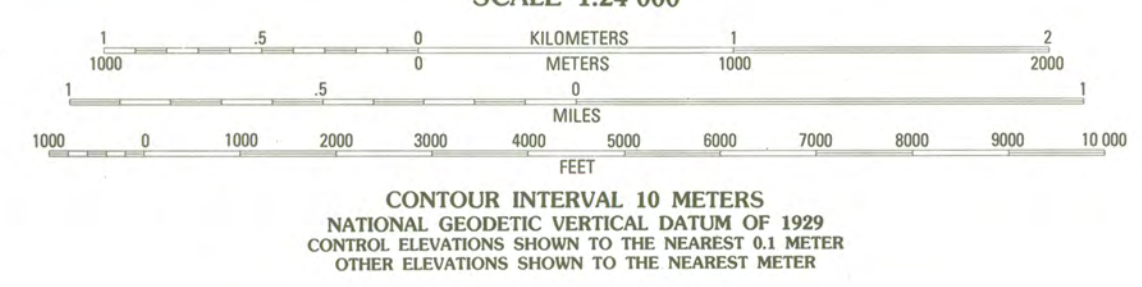 SCALE 1:24 000
1 .5 0 KILOMETERS 1 2
1000 0 METERS 1000 2000
1 .5 0 1
MILES
1000 0 1000 2000 3000 4000 5000 6000 7000 8000 9000 10 000
FEET
CONTOUR INTERVAL 10 METERS
NATIONAL GEODETIC VERTICAL DATUM OF 1929
CONTROL ELEVATIONS SHOWN TO THE NEAREST 0.1 METER
OTHER ELEVATIONS SHOWN TO THE NEAREST METER